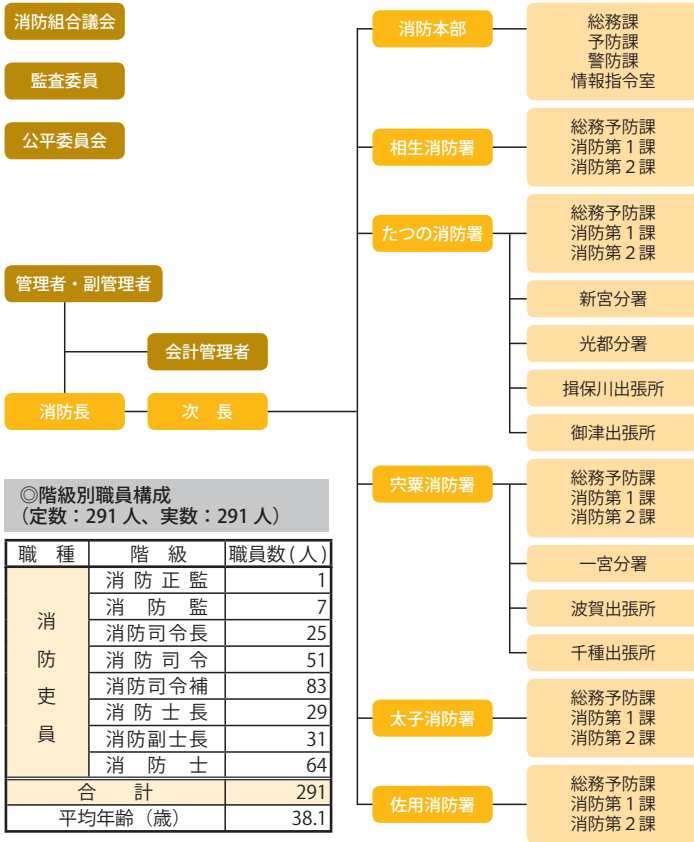 消防組合議会
監査委員
公平委員会
管理者・副管理者
会計管理者
消防長
次　長
消防本部
総務課
予防課
警防課
情報指令室
相生消防署
総務予防課
消防第１課
消防第２課
たつの消防署
総務予防課
消防第１課
消防第２課
新宮分署
光都分署
揖保川出張所
御津出張所
宍粟消防署
総務予防課
消防第１課
消防第２課
一宮分署
波賀出張所
千種出張所
太子消防署
総務予防課
消防第１課
消防第２課
佐用消防署
総務予防課
消防第１課
消防第２課
◎階級別職員構成
（定数：291 人、実数：291 人）
職　種　階　級　職員数 ( 人 )
消防吏員
消 防 正 監 1
消　防　監 7
消防司令長 25
消 防 司 令 51
消防司令補 83
消 防 士 長 29
消防副士長 31
消　防　士 64
合　計 291
平均年齢（歳） 38.1